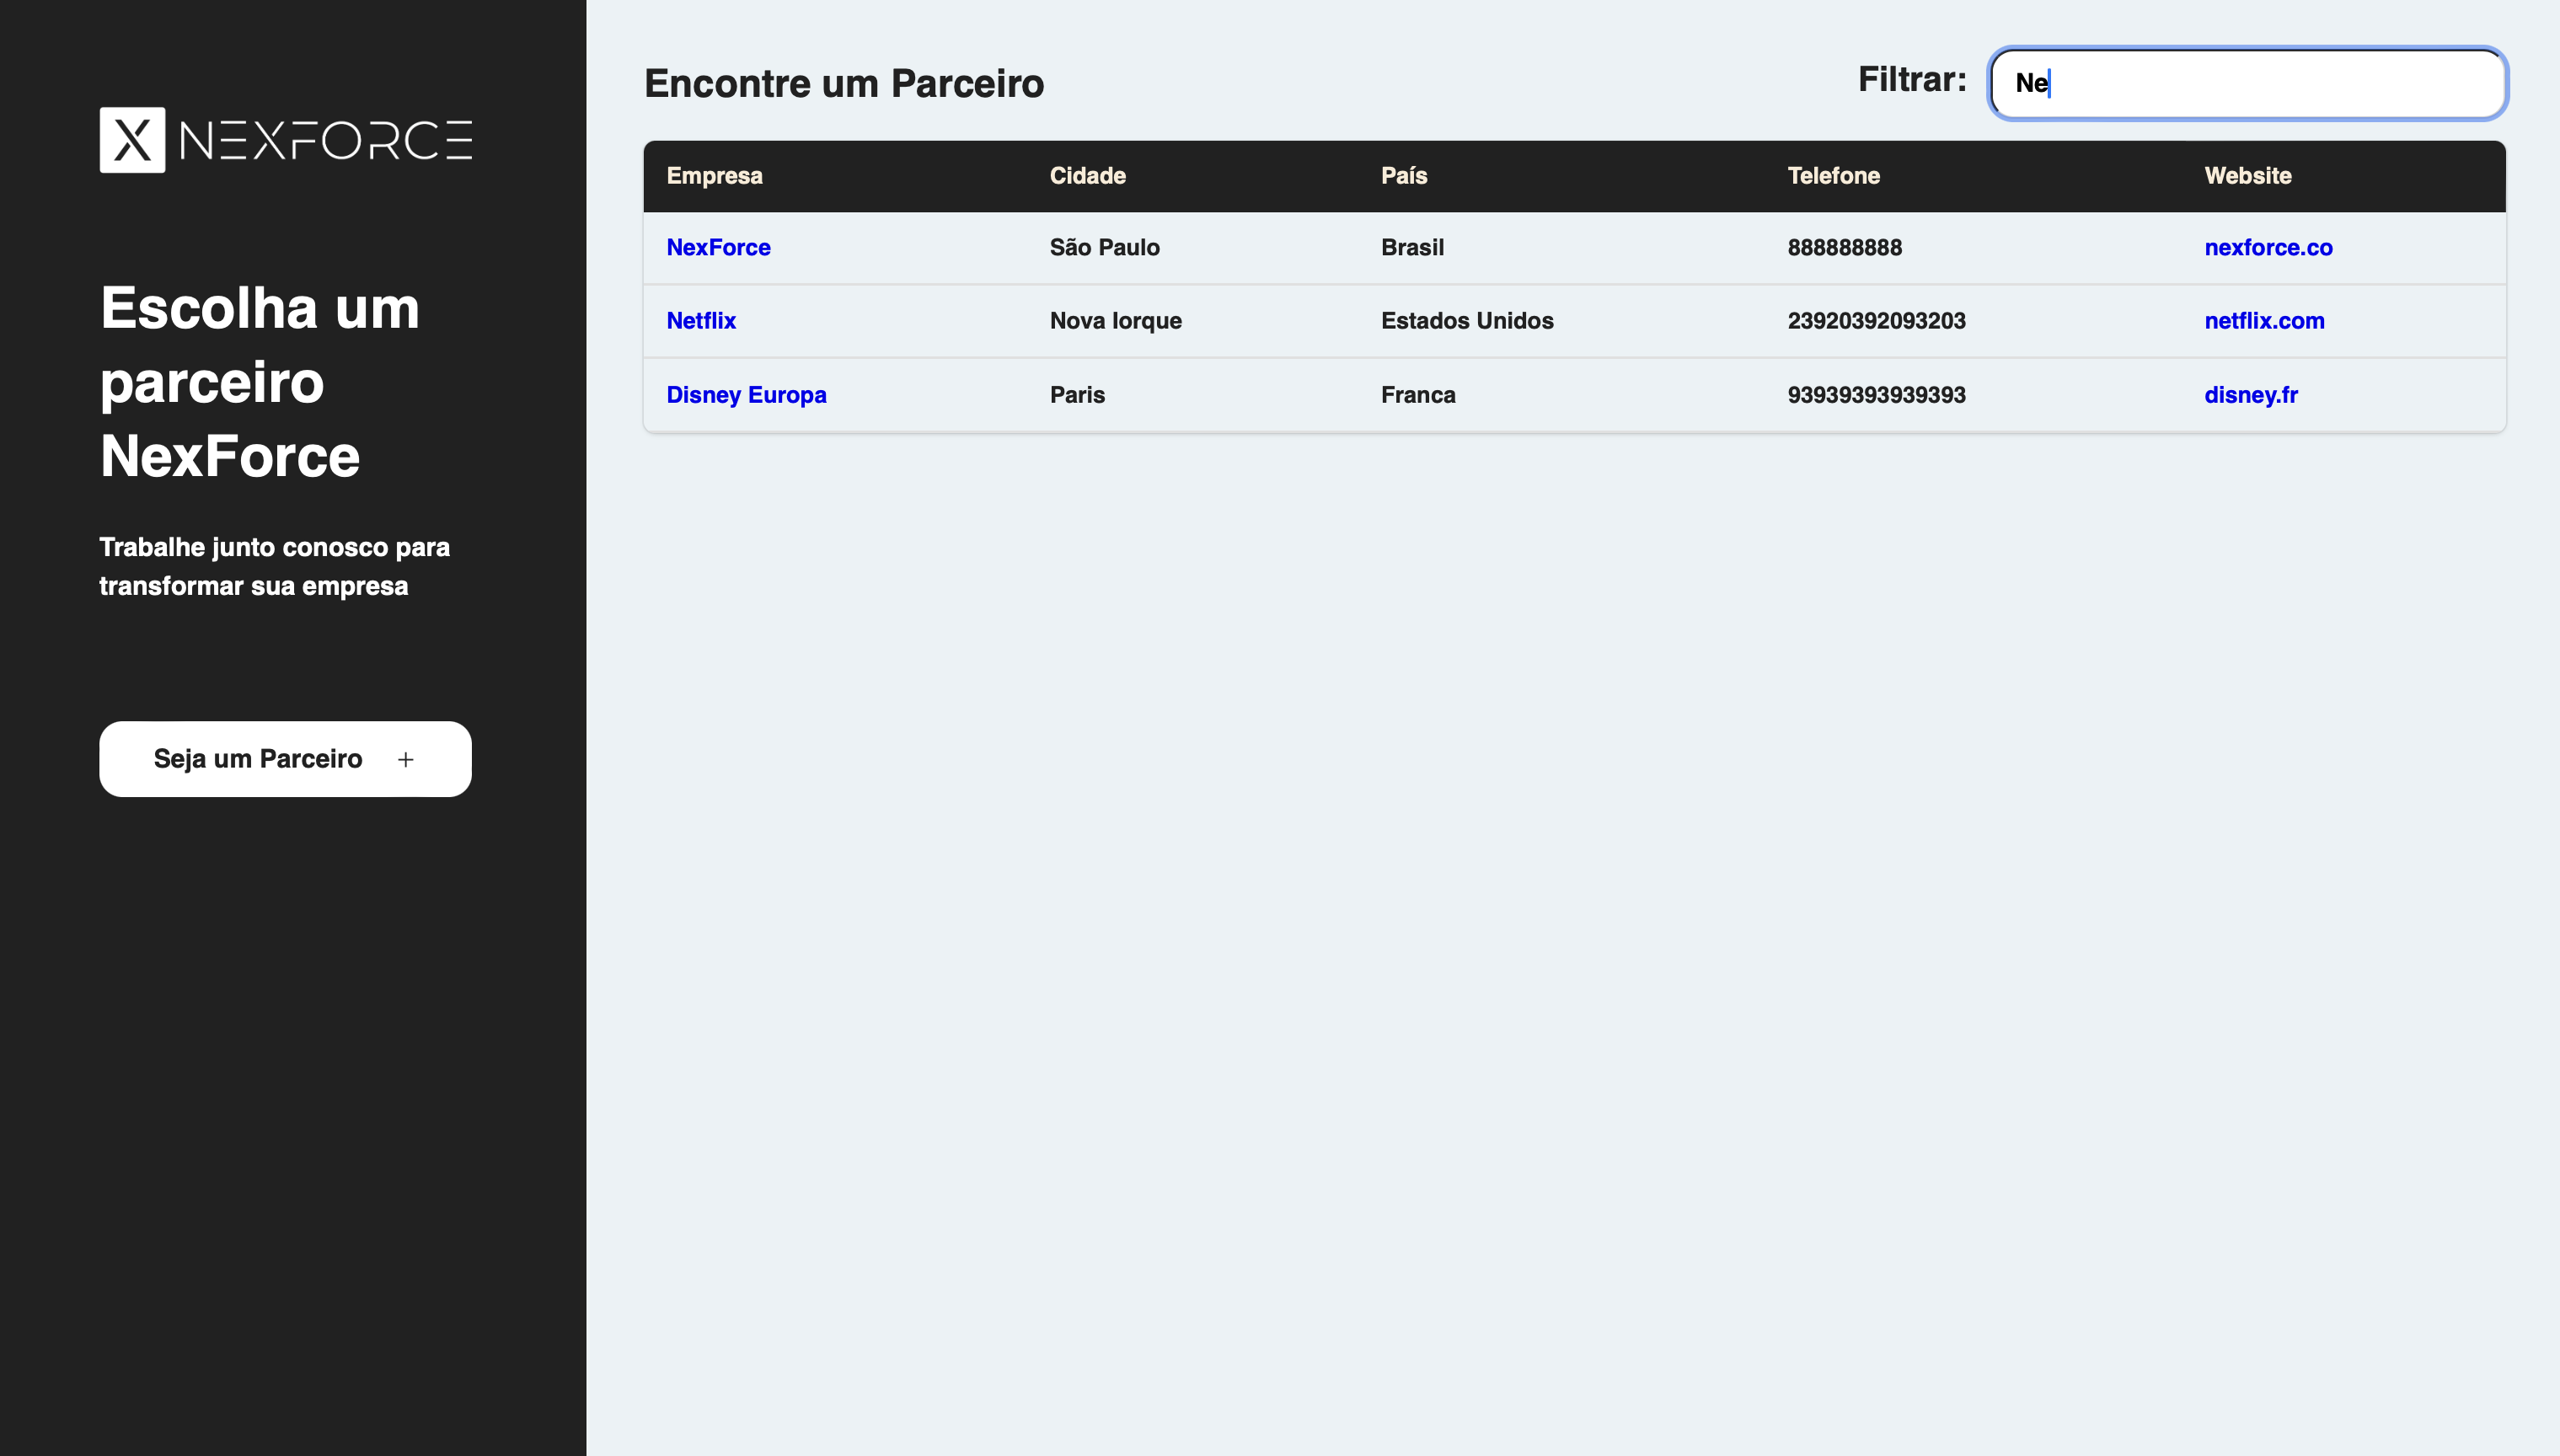 NEXFORCE
Escolha um
parceiro
NexForce
Trabalhe junto conosco para
transformar sua empresa
Seja um Parceiro +
Encontre um Parceiro
Filtrar: Ne
Empresa Cidade País Telefone Website
NexForce São Paulo Brasil 888888888 nexforce.co
Netflix Nova Iorque Estados Unidos 23920392093203 netflix.com
Disney Europa Paris Franca 93939393939393 disney.fr